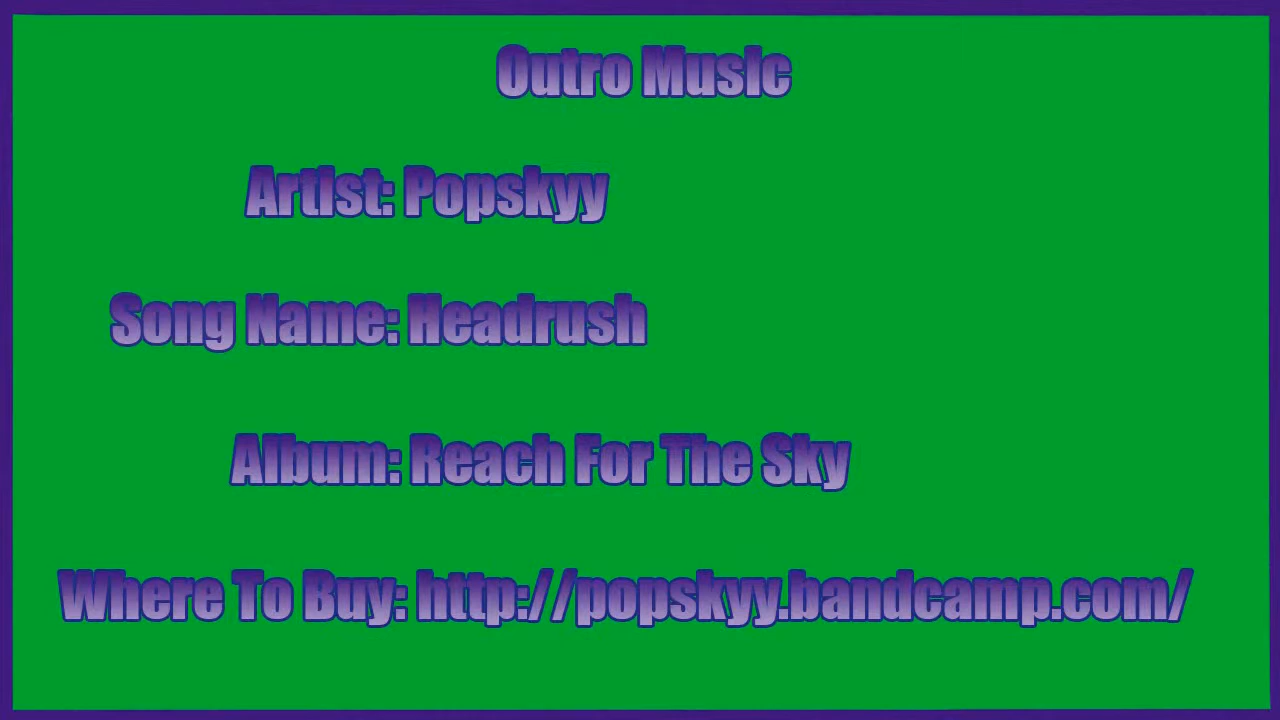 Outro Music
Artist: Popskyy
Song Name: Headrush
Album: Reach For The Sky
Where To Buy: http://popskyy.bandcamp.com/